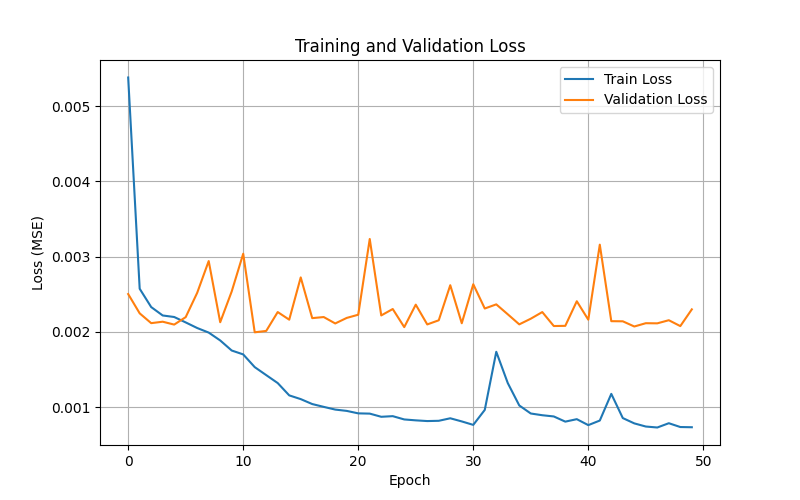 Training and Validation Loss
Train Loss
Validation Loss
0.005
0.004
0.003
0.002
0.001
Loss (MSE)
0 10 20 30 40 50
Epoch